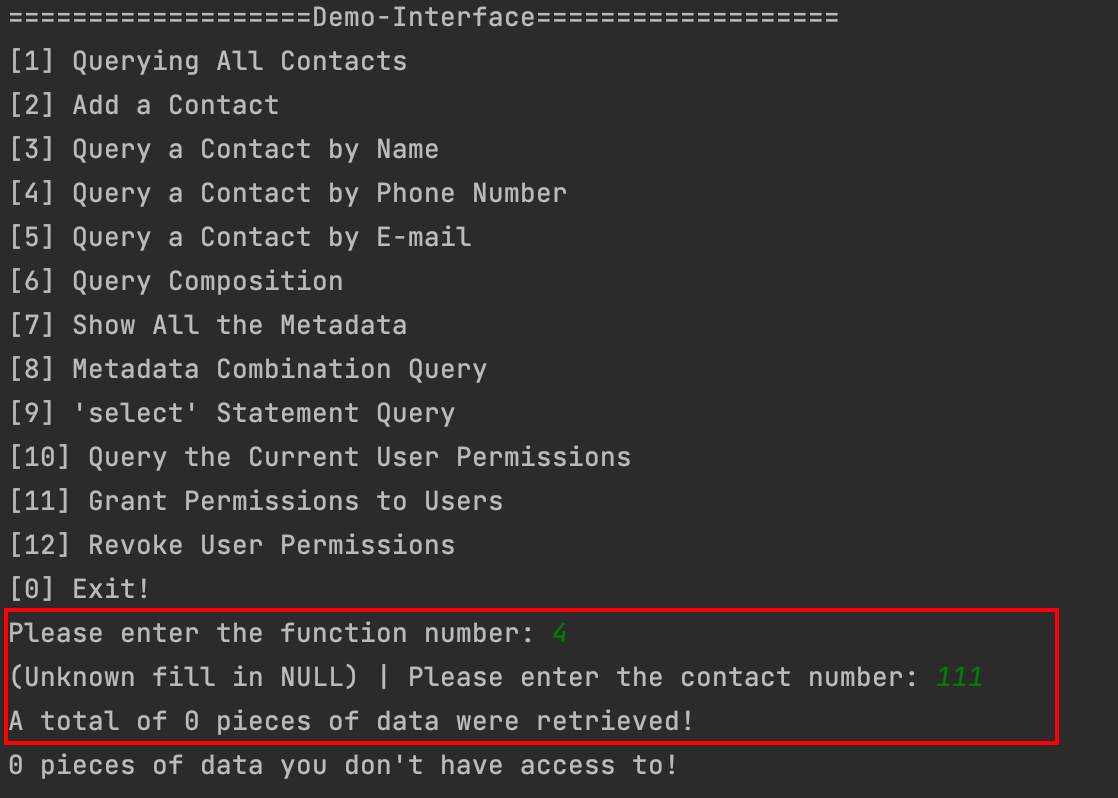 ===================Demo-Interface===================
[1] Querying All Contacts
[2] Add a Contact
[3] Query a Contact by Name
[4] Query a Contact by Phone Number
[5] Query a Contact by E-mail
[6] Query Composition
[7] Show All the Metadata
[8] Metadata Combination Query
[9] 'select' Statement Query
[10] Query the Current User Permissions
[11] Grant Permissions to Users
[12] Revoke User Permissions
[0] Exit!
Please enter the function number: 4
(Unknown fill in NULL) | Please enter the contact number: 111
A total of 0 pieces of data were retrieved!
0 pieces of data you don't have access to!